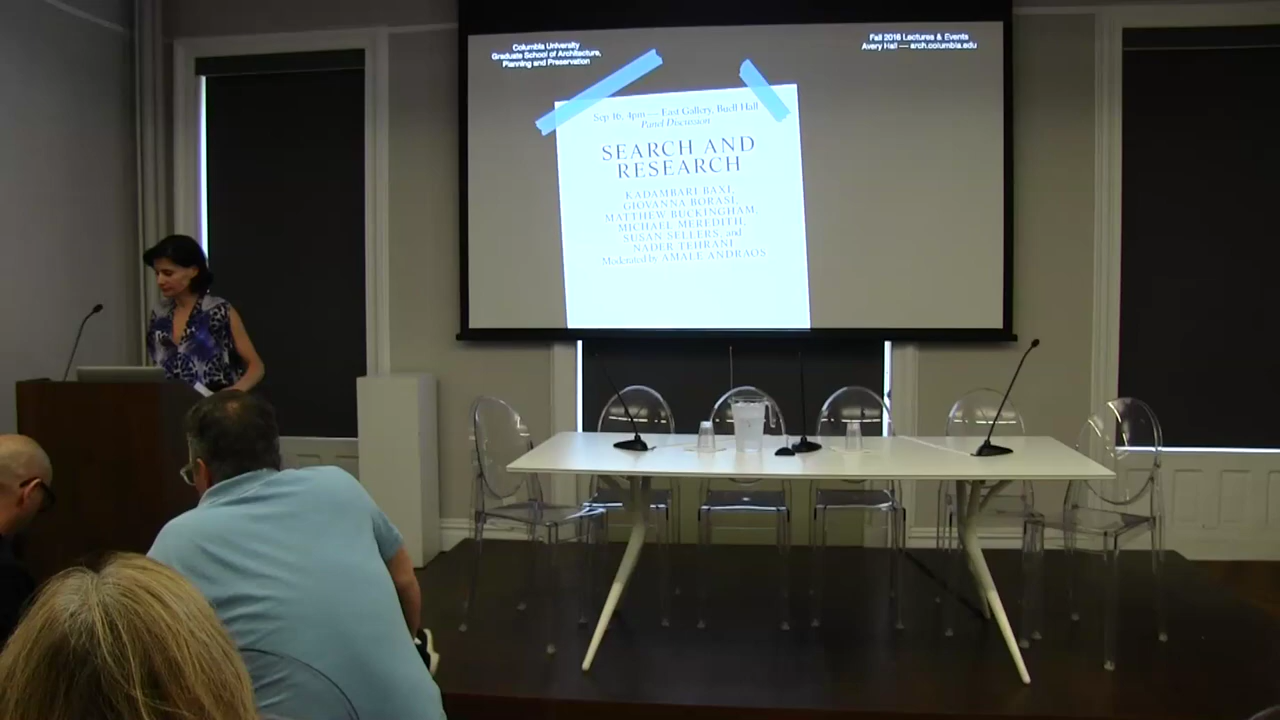 Columbia University
Graduate School of Architecture,
Planning and Preservation
Fall 2016 Lectures & Events
Avery Hall — arch.columbia.edu
Sep 16, 4pm — East Gallery, Buell Hall
Panel Discussion
SEARCH AND
RESEARCH
KADAMBARI BAXI,
GIOVANNA BORASI,
MATTHEW BUCKINGHAM,
MICHAEL MEREDITH,
SUSAN SELLERS, and
NADER TEHRANI
Moderated by AMALE ANDRAOS